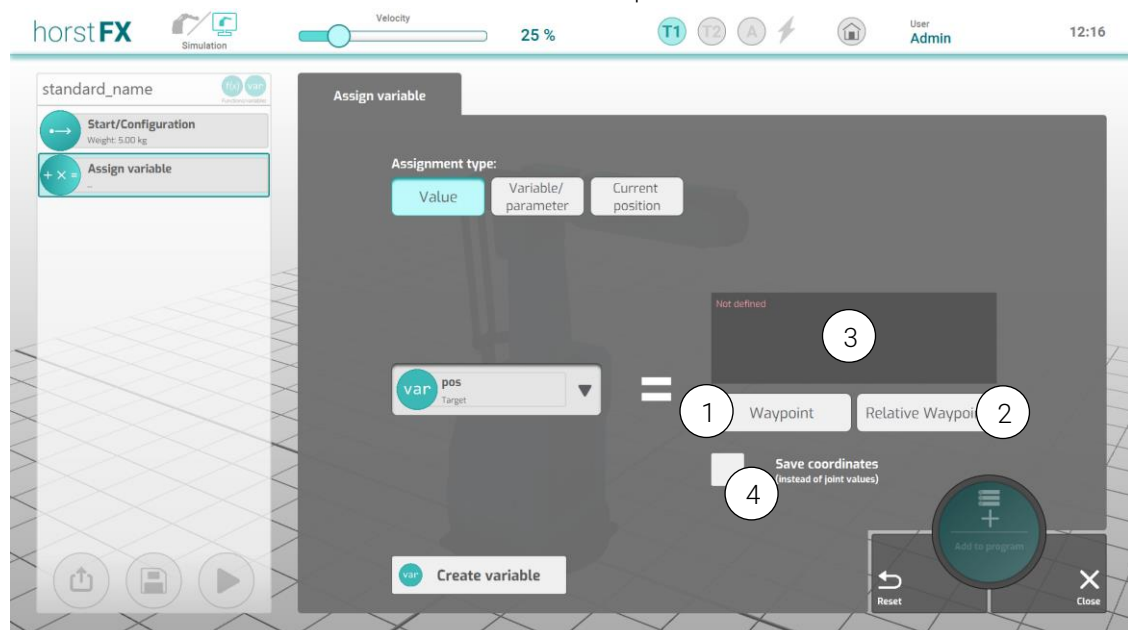 horstFX
Simulation
Velocity
25 %
T1
T2
A
User
Admin
12:16
standard_name
f(x) var
Functions/variables
Start/Configuration
Weight: 5.00 kg
+ × =
Assign variable
...
Assign variable
Assignment type:
Value
Variable/
parameter
Current
position
Not defined
3
var
pos
Target
=
1
Waypoint
Relative Waypoi
2
4
Save coordinates
(instead of joint values)
Add to program
var
Create variable
Reset
Close